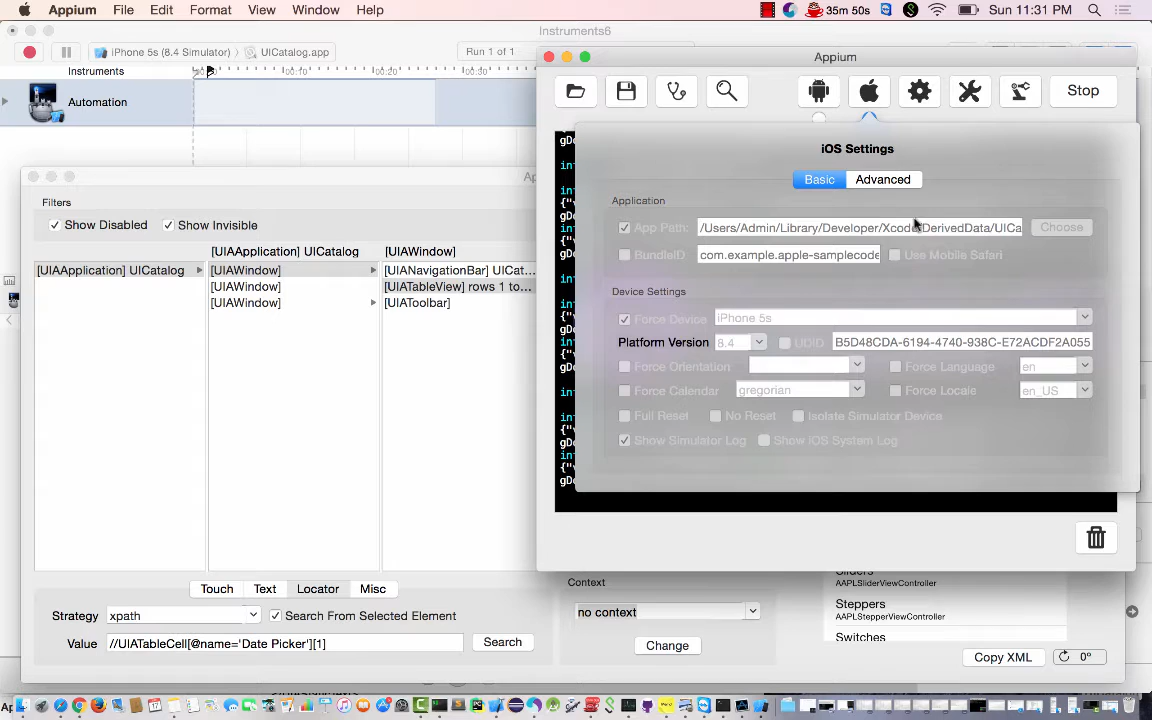 Appium File Edit Format View Window Help
35m 50s Sun 11:31 PM
Instruments6
iPhone 5s (8.4 Simulator) UICatalog.app
Run 1 of 1
Instruments
00:10 00:20 00:30
Automation
Appium
Stop
iOS Settings
Basic Advanced
Application
App Path: /Users/Admin/Library/Developer/Xcode/DerivedData/UICa Choose
BundleID com.example.apple-samplecode Use Mobile Safari
Device Settings
Force Device iPhone 5s
Platform Version 8.4 UDID B5D48CDA-6194-4740-938C-E72ACDF2A055
Force Orientation Force Language en
Force Calendar gregorian Force Locale en_US
Full Reset No Reset Isolate Simulator Device
Show Simulator Log Show iOS System Log
Filters
Show Disabled Show Invisible
[UIAApplication] UICatalog [UIAWindow]
[UIAApplication] UICatalog [UIAWindow] [UIANavigationBar] UICat...
[UIAWindow] [UIATableView] rows 1 to...
[UIAWindow] [UIAToolbar]
Touch Text Locator Misc
Strategy xpath Search From Selected Element
Value //UIATableCell[@name='Date Picker'][1] Search
Context
no context
Change
Sliders
AAPLSliderViewController
Steppers
AAPLStepperViewController
Switches
Copy XML 0°